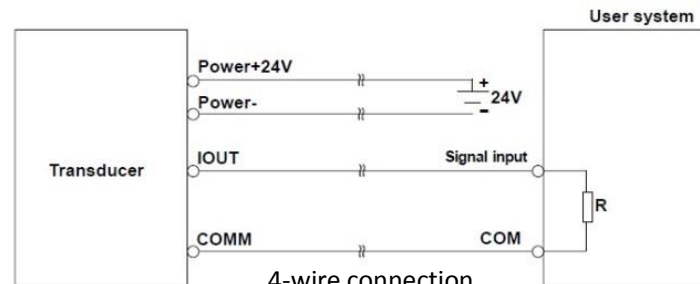 User system
Power+24V
+
24V
Power-
-
IOUT
Signal input
Transducer
R
COMM
COM
4-wire connection